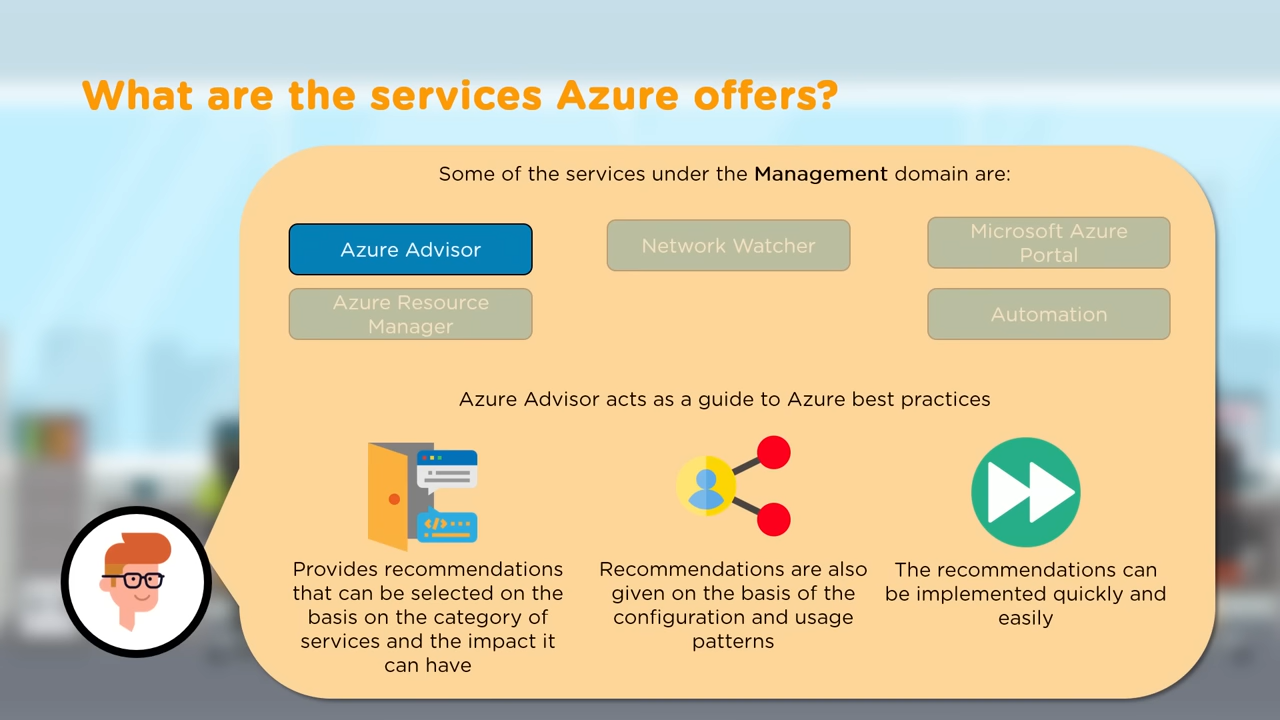 What are the services Azure offers?
Some of the services under the Management domain are:
Azure Advisor
Network Watcher
Microsoft Azure
Portal
Azure Resource
Manager
Automation
Azure Advisor acts as a guide to Azure best practices
Provides recommendations
that can be selected on the
basis on the category of
services and the impact it
can have
Recommendations are also
given on the basis of the
configuration and usage
patterns
The recommendations can
be implemented quickly and
easily